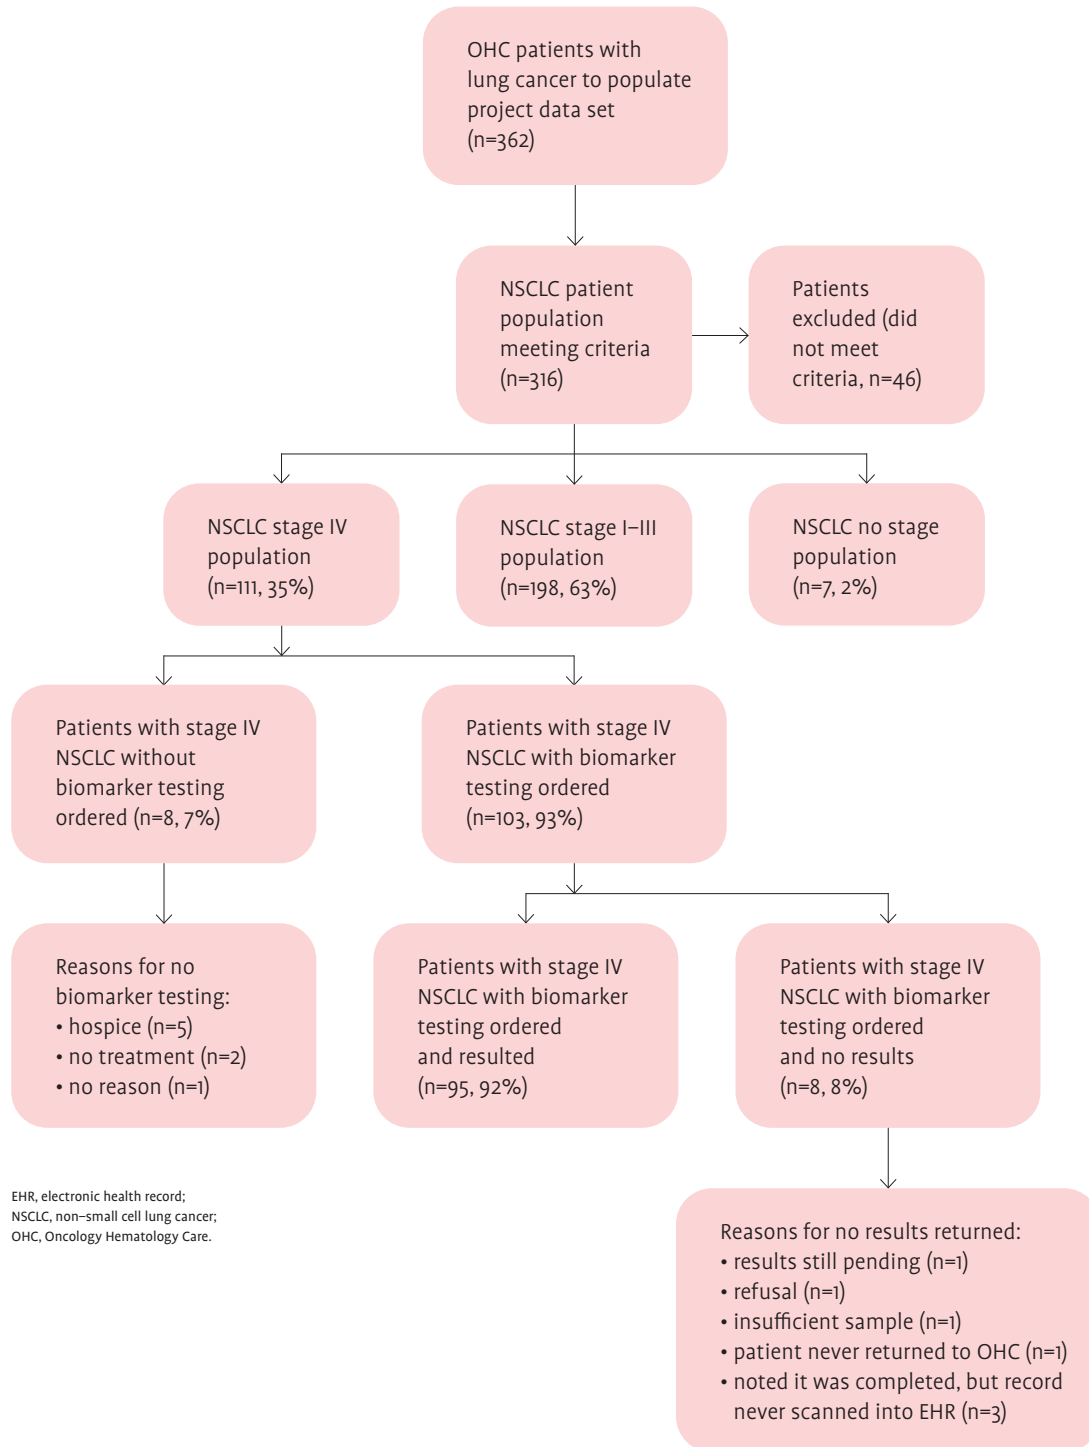 OHC patients with
lung cancer to populate
project data set
(n=362)
NSCLC patient
population
meeting criteria
(n=316)
Patients
excluded (did
not meet
criteria, n=46)
NSCLC stage IV
population
(n=111, 35%)
NSCLC stage I–III
population
(n=198, 63%)
NSCLC no stage
population
(n=7, 2%)
Patients with stage IV
NSCLC without
biomarker testing
ordered (n=8, 7%)
Patients with stage IV
NSCLC with biomarker
testing ordered
(n=103, 93%)
Reasons for no
biomarker testing:
• hospice (n=5)
• no treatment (n=2)
• no reason (n=1)
Patients with stage IV
NSCLC with biomarker
testing ordered
and resulted
(n=95, 92%)
Patients with stage IV
NSCLC with biomarker
testing ordered
and no results
(n=8, 8%)
EHR, electronic health record;
NSCLC, non–small cell lung cancer;
OHC, Oncology Hematology Care.
Reasons for no results returned:
• results still pending (n=1)
• refusal (n=1)
• insufficient sample (n=1)
• patient never returned to OHC (n=1)
• noted it was completed, but record
never scanned into EHR (n=3)